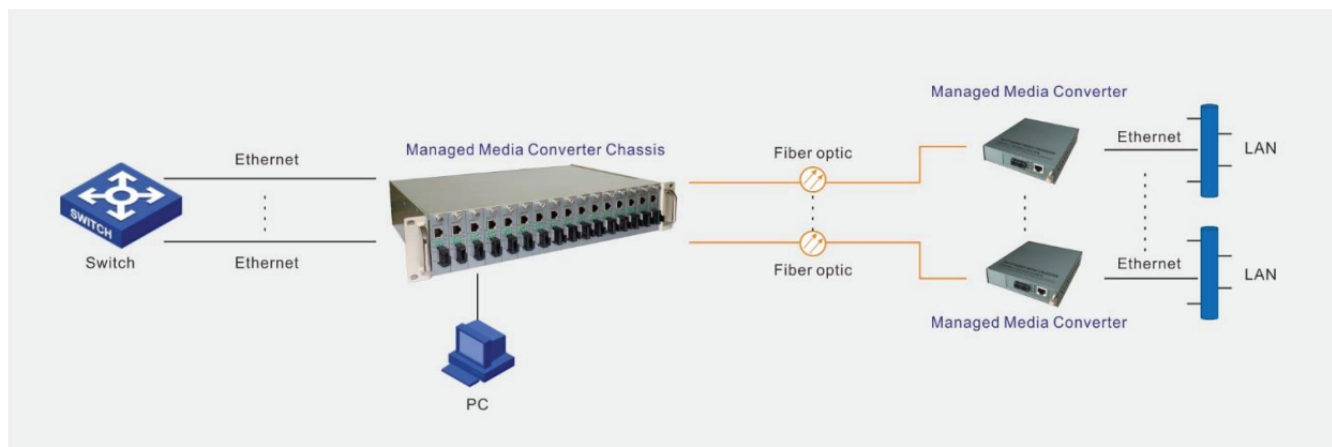 Managed Media Converter
Ethernet
LAN
Ethernet
Managed Media Converter Chassis
Fiber optic
SWITCH
Switch
Ethernet
Fiber optic
Ethernet
LAN
Managed Media Converter
PC